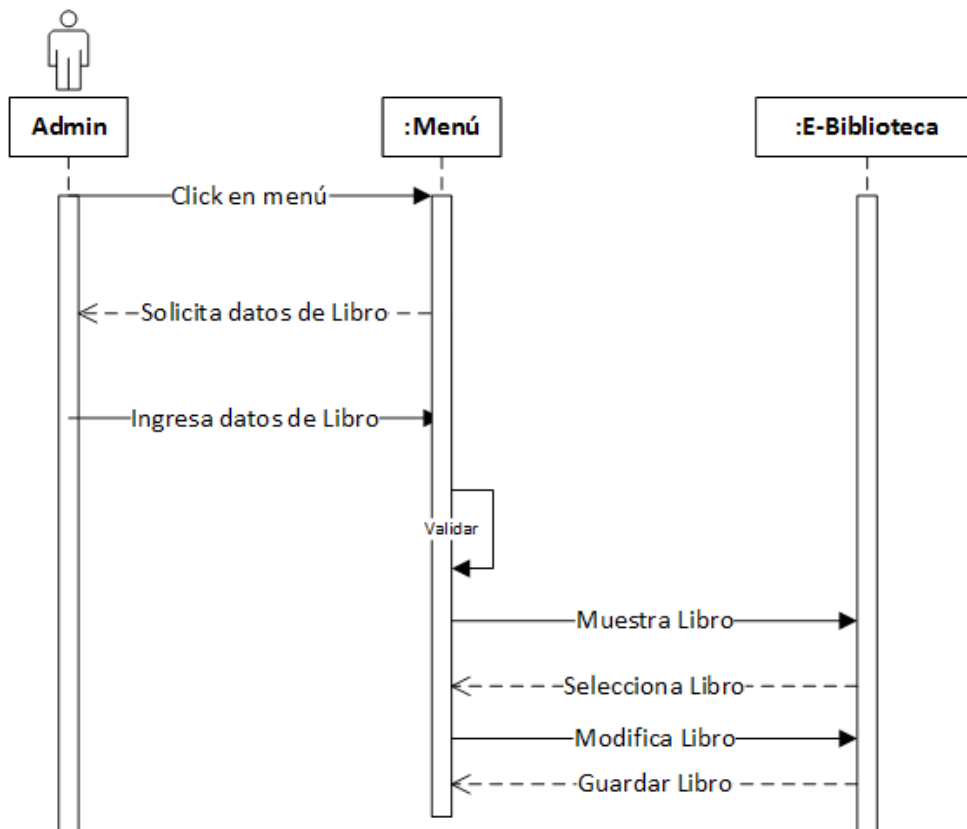 Admin
:Menú
:E-Biblioteca
Click en menú
Solicita datos de Libro
Ingresa datos de Libro
Validar
Muestra Libro
Selecciona Libro
Modifica Libro
Guardar Libro